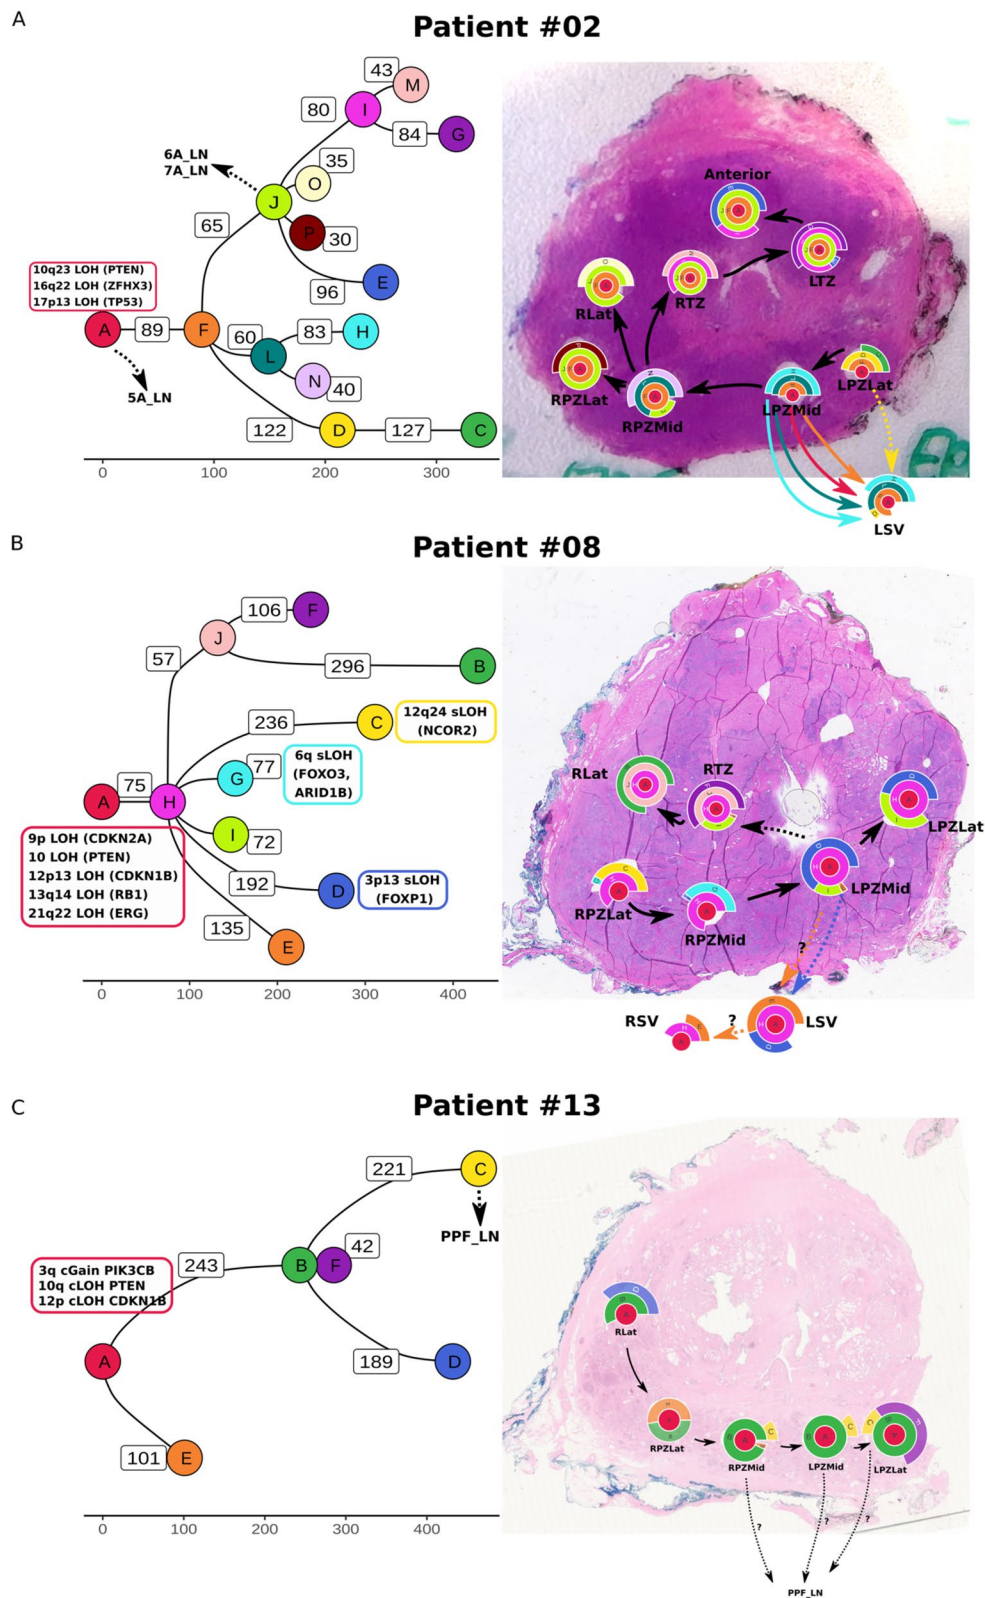 A
Patient #02
43
M
80
I
84
G
6A_LN
7A_LN
35
O
J
65
P
30
96
E
10q23 LOH (PTEN)
16q22 LOH (ZFHX3)
17p13 LOH (TP53)
A
89
F
60
83
H
L
N
40
122
D
127
C
5A_LN
0
100
200
300
Anterior
LTZ
RTZ
RLat
RPZLat
RPZMid
LPZMid
LPZLat
LSV
B
Patient #08
106
F
J
57
296
B
236
C
12q24 sLOH
(NCOR2)
G
77
6q sLOH
(FOXO3,
ARID1B)
A
75
H
I
72
9p LOH (CDKN2A)
10 LOH (PTEN)
12p13 LOH (CDKN1B)
13q14 LOH (RB1)
21q22 LOH (ERG)
192
D
3p13 sLOH
(FOXP1)
135
E
0
100
200
300
400
RLat
RTZ
LPZLat
LPZMid
RPZLat
RPZMid
?
RSV
?
LSV
C
Patient #13
221
C
PPF_LN
42
B
F
243
3q cGain PIK3CB
10q cLOH PTEN
12p cLOH CDKN1B
A
189
D
101
E
0
100
200
300
400
RLat
RPZLat
RPZMid
LPZMid
LPZLat
?
?
?
PPF_LN